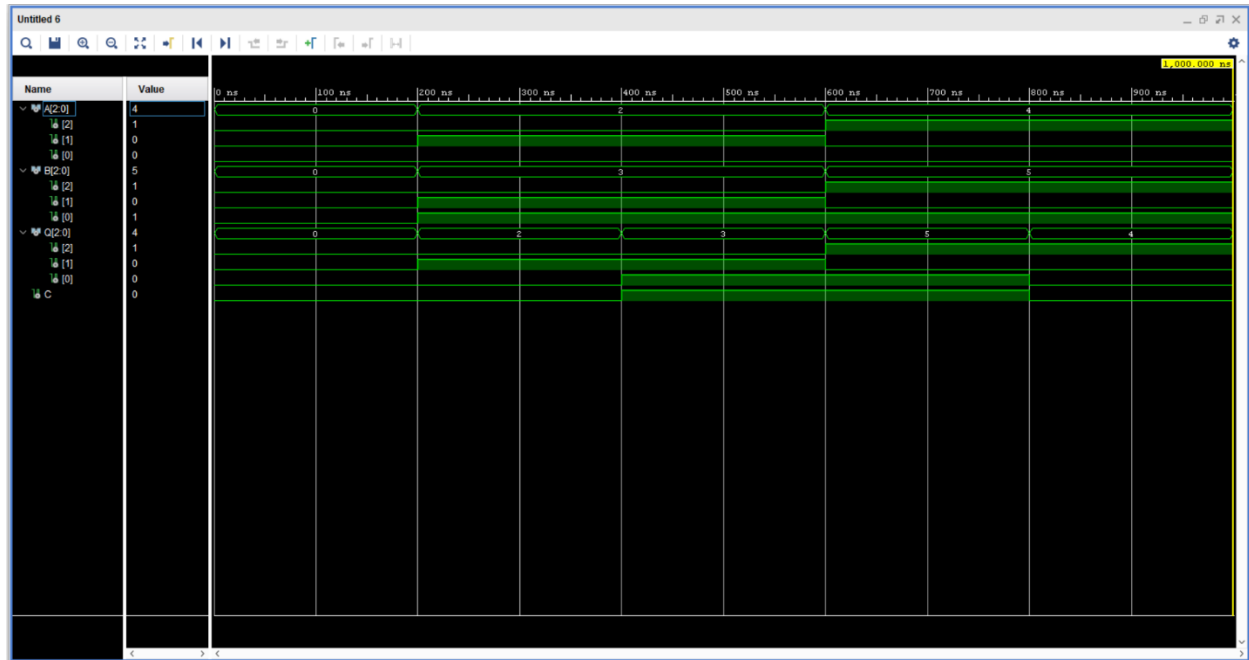 Untitled 6
1,000.000 ns
Name Value
0 ns 100 ns 200 ns 300 ns 400 ns 500 ns 600 ns 700 ns 800 ns 900 ns
A[2:0] 4 0 2 4
[2] 1
[1] 0
[0] 0
B[2:0] 5 0 3 5
[2] 1
[1] 0
[0] 1
Q[2:0] 4 0 2 3 5 4
[2] 1
[1] 0
[0] 0
C 0